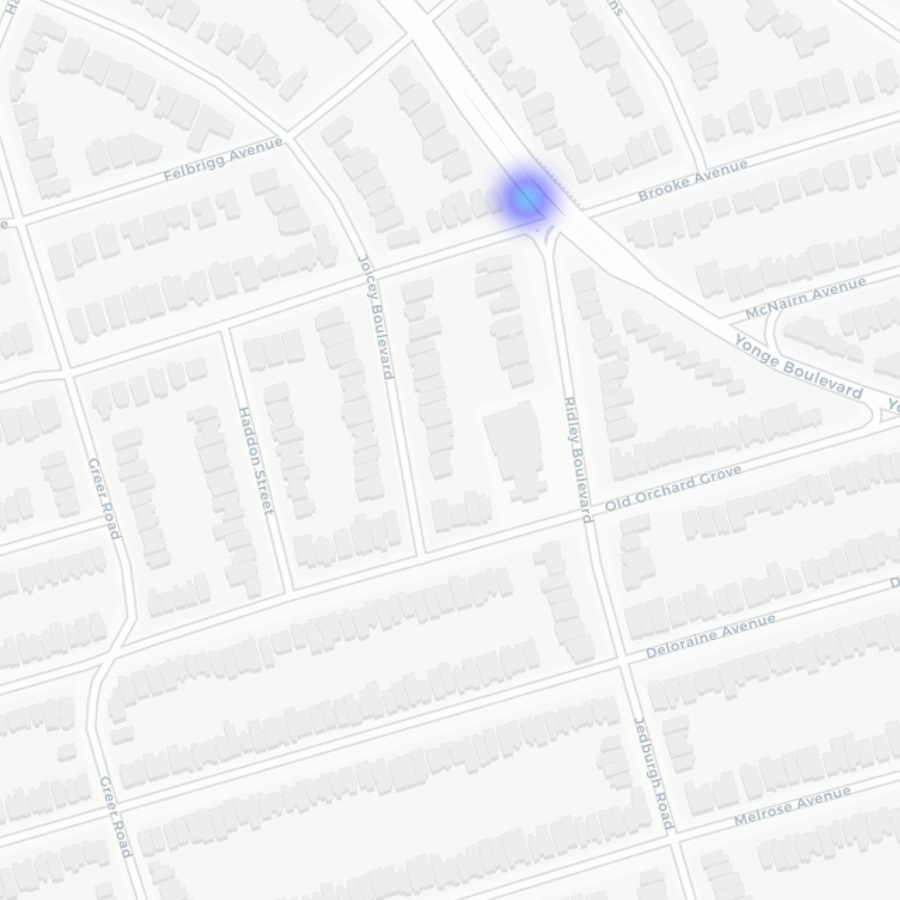 Felbrigg Avenue
Brooke Avenue
McNairn Avenue
Joicey Boulevard
Yonge Boulevard
Haddon Street
Ridley Boulevard
Greer Road
Old Orchard Grove
Deloraine Avenue
Jedburgh Road
Greer Road
Melrose Avenue